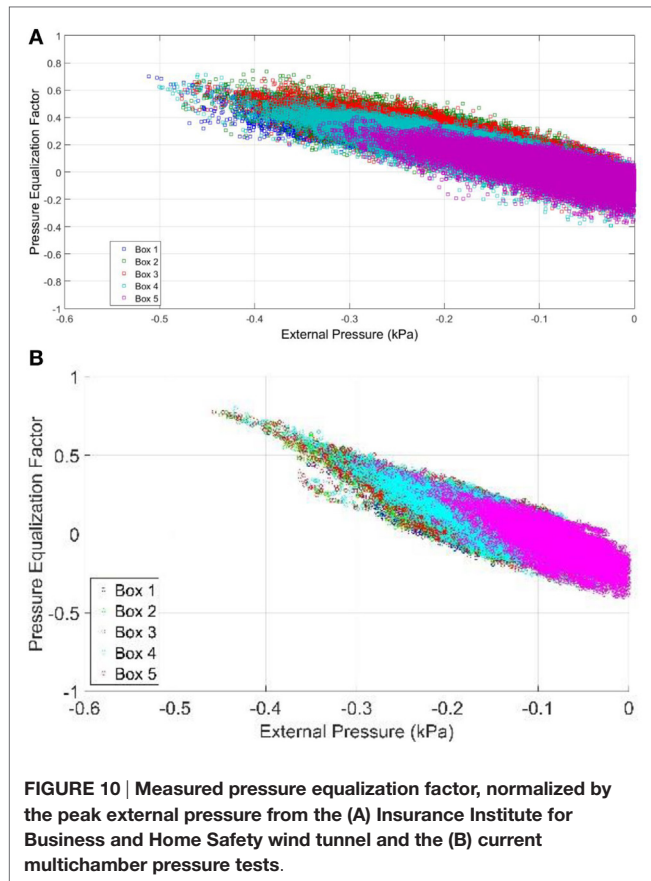 A
1
0.8
0.6
0.4
0.2
0
-0.2
-0.4
-0.6
-0.8
-1
Pressure Equalization Factor
Box 1
Box 2
Box 3
Box 4
Box 5
-0.6
-0.5
-0.4
-0.3
-0.2
-0.1
0
External Pressure (kPa)
B
1
0.5
0
-0.5
-1
Pressure Equalization Factor
Box 1
Box 2
Box 3
Box 4
Box 5
-0.6
-0.5
-0.4
-0.3
-0.2
-0.1
0
External Pressure (kPa)
FIGURE 10 | Measured pressure equalization factor, normalized by
the peak external pressure from the (A) Insurance Institute for
Business and Home Safety wind tunnel and the (B) current
multichamber pressure tests.